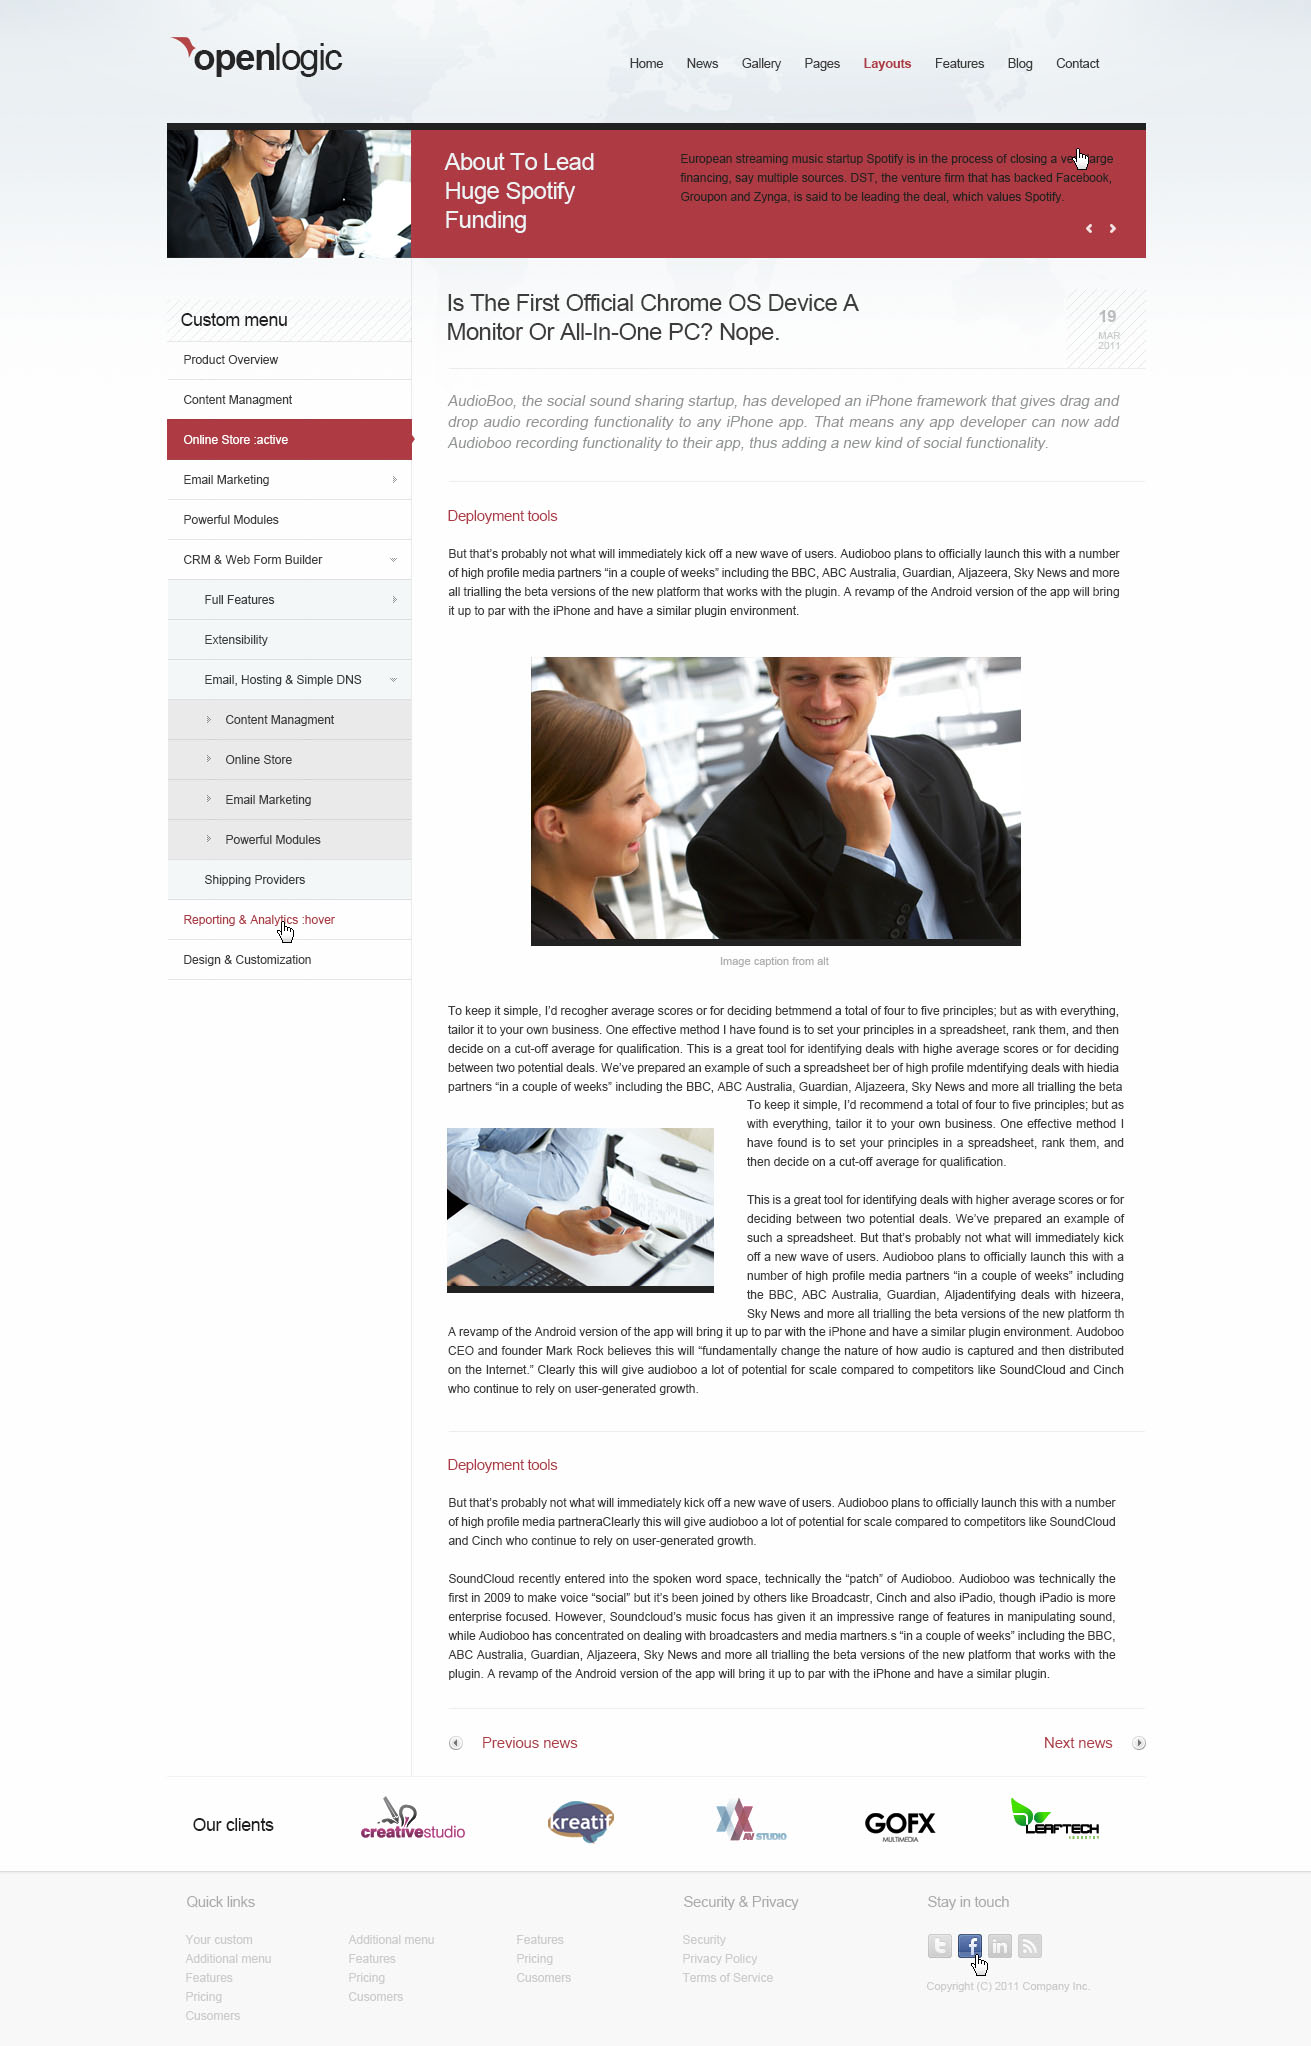 openlogic
Home News Gallery Pages Layouts Features Blog Contact
About To Lead
Huge Spotify
Funding
European streaming music startup Spotify is in the process of closing a arge
financing, say multiple sources. DST, the venture firm that has backed Facebook,
Groupon and Zynga, is said to be leading the deal, which values Spotify.
Custom menu
Product Overview
Content Managment
Online Store :active
Email Marketing
Powerful Modules
CRM & Web Form Builder
Full Features
Extensibility
Email, Hosting & Simple DNS
Content Managment
Online Store
Email Marketing
Powerful Modules
Shipping Providers
Reporting & Analytics :hover
Design & Customization
Is The First Official Chrome OS Device A
Monitor Or All-In-One PC? Nope.
19
MAR
2011
AudioBoo, the social sound sharing startup, has developed an iPhone framework that gives drag and
drop audio recording functionality to any iPhone app. That means any app developer can now add
Audioboo recording functionality to their app, thus adding a new kind of social functionality.
Deployment tools
But that’s probably not what will immediately kick off a new wave of users. Audioboo plans to officially launch this with a number
of high profile media partners “in a couple of weeks” including the BBC, ABC Australia, Guardian, Aljazeera, Sky News and more
all trialling the beta versions of the new platform that works with the plugin. A revamp of the Android version of the app will bring
it up to par with the iPhone and have a similar plugin environment.
Image caption from alt
To keep it simple, I’d recogher average scores or for deciding betmmend a total of four to five principles; but as with everything,
tailor it to your own business. One effective method I have found is to set your principles in a spreadsheet, rank them, and then
decide on a cut-off average for qualification. This is a great tool for identifying deals with highe average scores or for deciding
between two potential deals. We’ve prepared an example of such a spreadsheet ber of high profile mdentifying deals with hiedia
partners “in a couple of weeks” including the BBC, ABC Australia, Guardian, Aljazeera, Sky News and more all trialling the beta
To keep it simple, I’d recommend a total of four to five principles; but as
with everything, tailor it to your own business. One effective method I
have found is to set your principles in a spreadsheet, rank them, and
then decide on a cut-off average for qualification.
This is a great tool for identifying deals with higher average scores or for
deciding between two potential deals. We’ve prepared an example of
such a spreadsheet. But that’s probably not what will immediately kick
off a new wave of users. Audioboo plans to officially launch this with a
number of high profile media partners “in a couple of weeks” including
the BBC, ABC Australia, Guardian, Aljadentifying deals with hizeera,
Sky News and more all trialling the beta versions of the new platform th
A revamp of the Android version of the app will bring it up to par with the iPhone and have a similar plugin environment. Audoboo
CEO and founder Mark Rock believes this will “fundamentally change the nature of how audio is captured and then distributed
on the Internet.” Clearly this will give audioboo a lot of potential for scale compared to competitors like SoundCloud and Cinch
who continue to rely on user-generated growth.
Deployment tools
But that’s probably not what will immediately kick off a new wave of users. Audioboo plans to officially launch this with a number
of high profile media partneraClearly this will give audioboo a lot of potential for scale compared to competitors like SoundCloud
and Cinch who continue to rely on user-generated growth.
SoundCloud recently entered into the spoken word space, technically the “patch” of Audioboo. Audioboo was technically the
first in 2009 to make voice “social” but it’s been joined by others like Broadcastr, Cinch and also iPadio, though iPadio is more
enterprise focused. However, Soundcloud’s music focus has given it an impressive range of features in manipulating sound,
while Audioboo has concentrated on dealing with broadcasters and media martners.s “in a couple of weeks” including the BBC,
ABC Australia, Guardian, Aljazeera, Sky News and more all trialling the beta versions of the new platform that works with the
plugin. A revamp of the Android version of the app will bring it up to par with the iPhone and have a similar plugin.
Previous news Next news
Our clients
creativestudio
kreatif
AV STUDIO
GOFX
MULTIMEDIA
LEAFTECH
INDUSTRY
Quick links
Your custom
Additional menu
Features
Pricing
Cusomers
Additional menu
Features
Pricing
Cusomers
Features
Pricing
Cusomers
Security & Privacy
Security
Privacy Policy
Terms of Service
Stay in touch
Copyright (C) 2011 Company Inc.